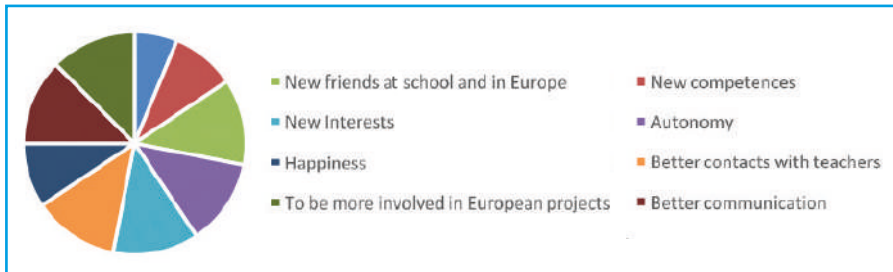 New friends at school and in Europe
New competences
New Interests
Autonomy
Happiness
Better contacts with teachers
To be more involved in European projects
Better communication